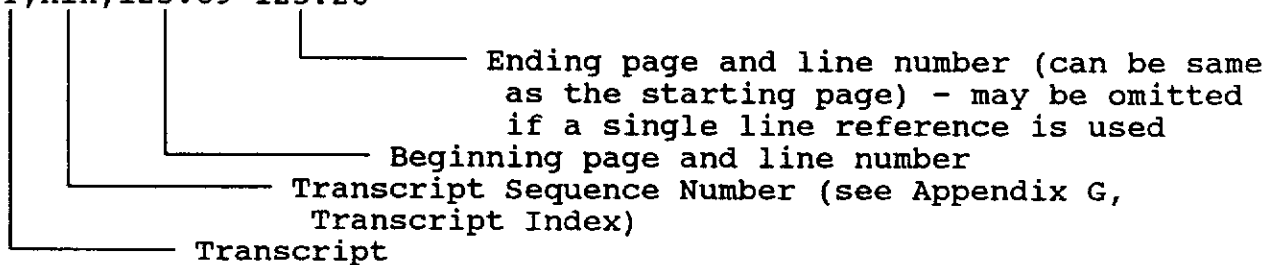 Ending page and line number (can be same
as the starting page) - may be omitted
if a single line reference is used
Beginning page and line number
Transcript Sequence Number (see Appendix G,
Transcript Index)
Transcript